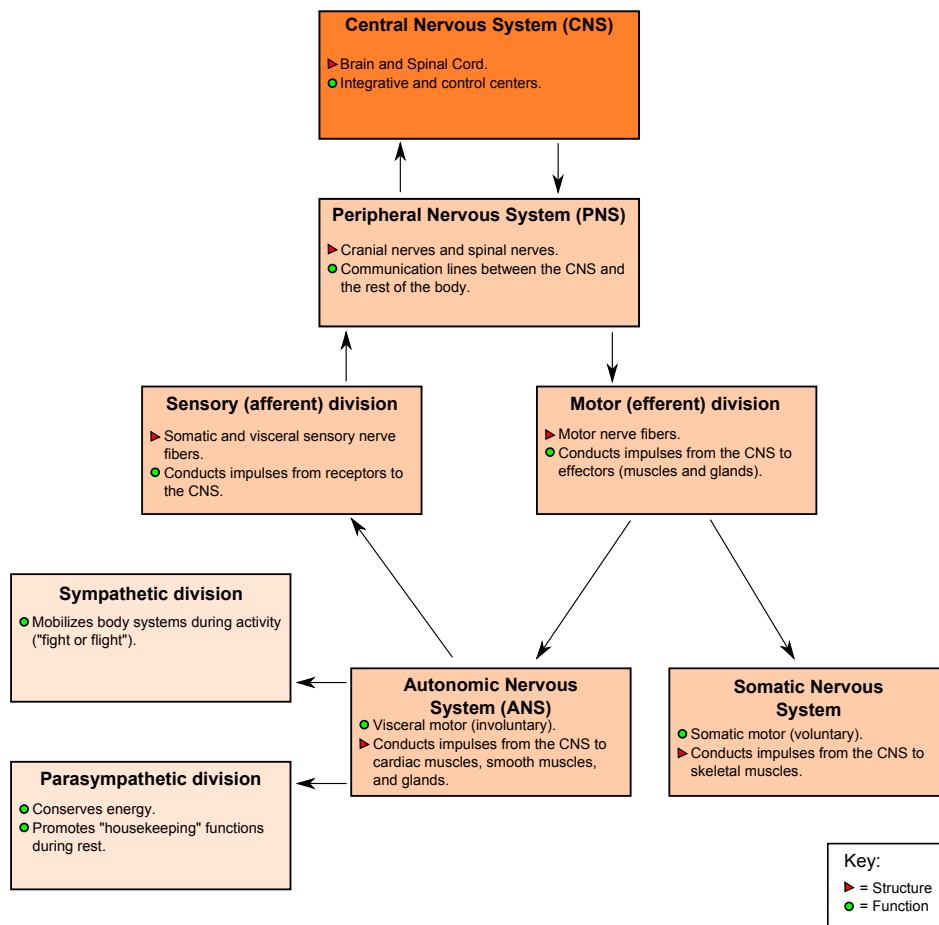 Central Nervous System (CNS)
Brain and Spinal Cord.
Integrative and control centers.
Peripheral Nervous System (PNS)
Cranial nerves and spinal nerves.
Communication lines between the CNS and
the rest of the body.
Sensory (afferent) division
Somatic and visceral sensory nerve
fibers.
Conducts impulses from receptors to
the CNS.
Motor (efferent) division
Motor nerve fibers.
Conducts impulses from the CNS to
effectors (muscles and glands).
Sympathetic division
Mobilizes body systems during activity
("fight or flight").
Autonomic Nervous
System (ANS)
Visceral motor (involuntary).
Conducts impulses from the CNS to
cardiac muscles, smooth muscles,
and glands.
Somatic Nervous
System
Somatic motor (voluntary).
Conducts impulses from the CNS to
skeletal muscles.
Parasympathetic division
Conserves energy.
Promotes "housekeeping" functions
during rest.
Key:
= Structure
= Function